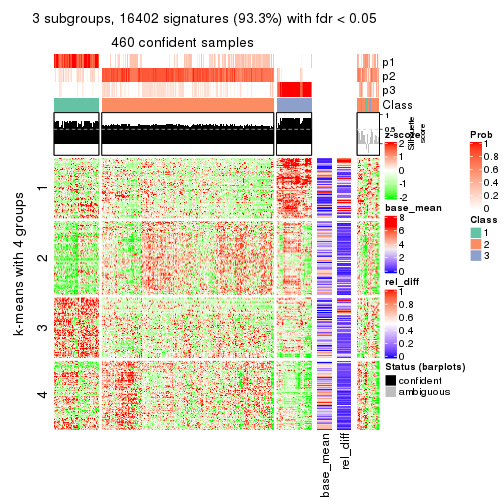 3 subgroups, 16402 signatures (93.3%) with fdr < 0.05
460 confident samples
p1
p2
p3
Class
1
0.5
0
Silhouette
score
k-means with 4 groups
1
2
3
4
base_mean
rel_diff
z-score
2
1
0
-1
-2
base_mean
8
6
4
2
0
rel_diff
1
0.8
0.6
0.4
0.2
0
Status (barplots)
confident
ambiguous
Prob
1
0.8
0.6
0.4
0.2
0
Class
1
2
3